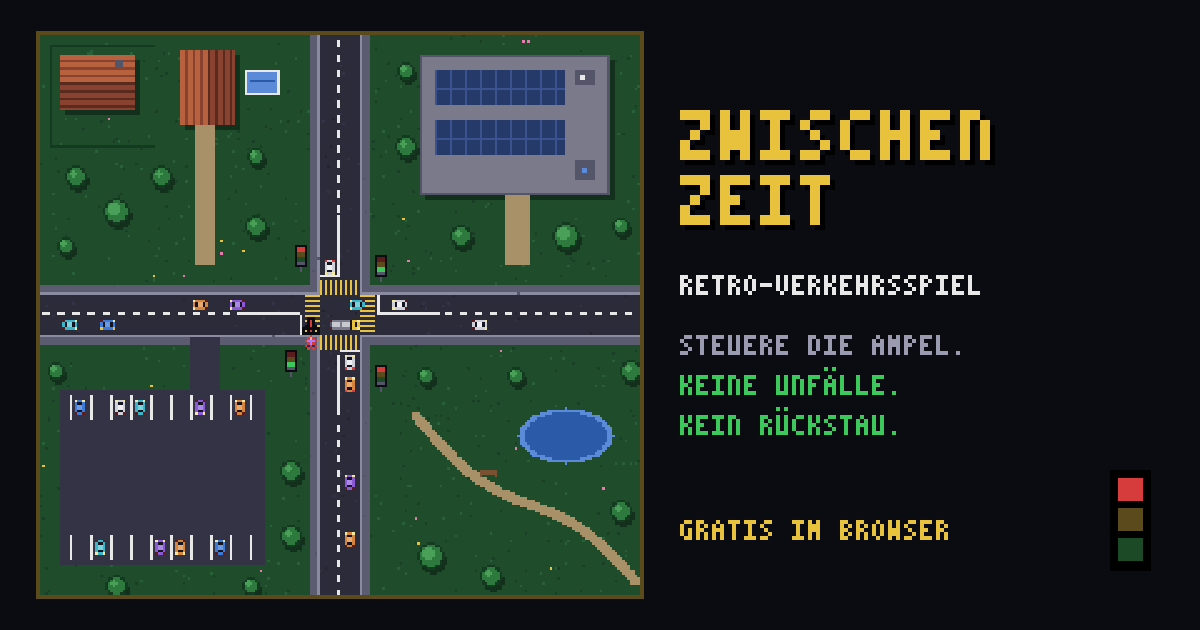 ZWISCHEN
ZEIT
RETRO-VERKEHRSSPIEL
STEUERE DIE AMPEL.
KEINE UNFÄLLE.
KEIN RÜCKSTAU.
GRATIS IM BROWSER